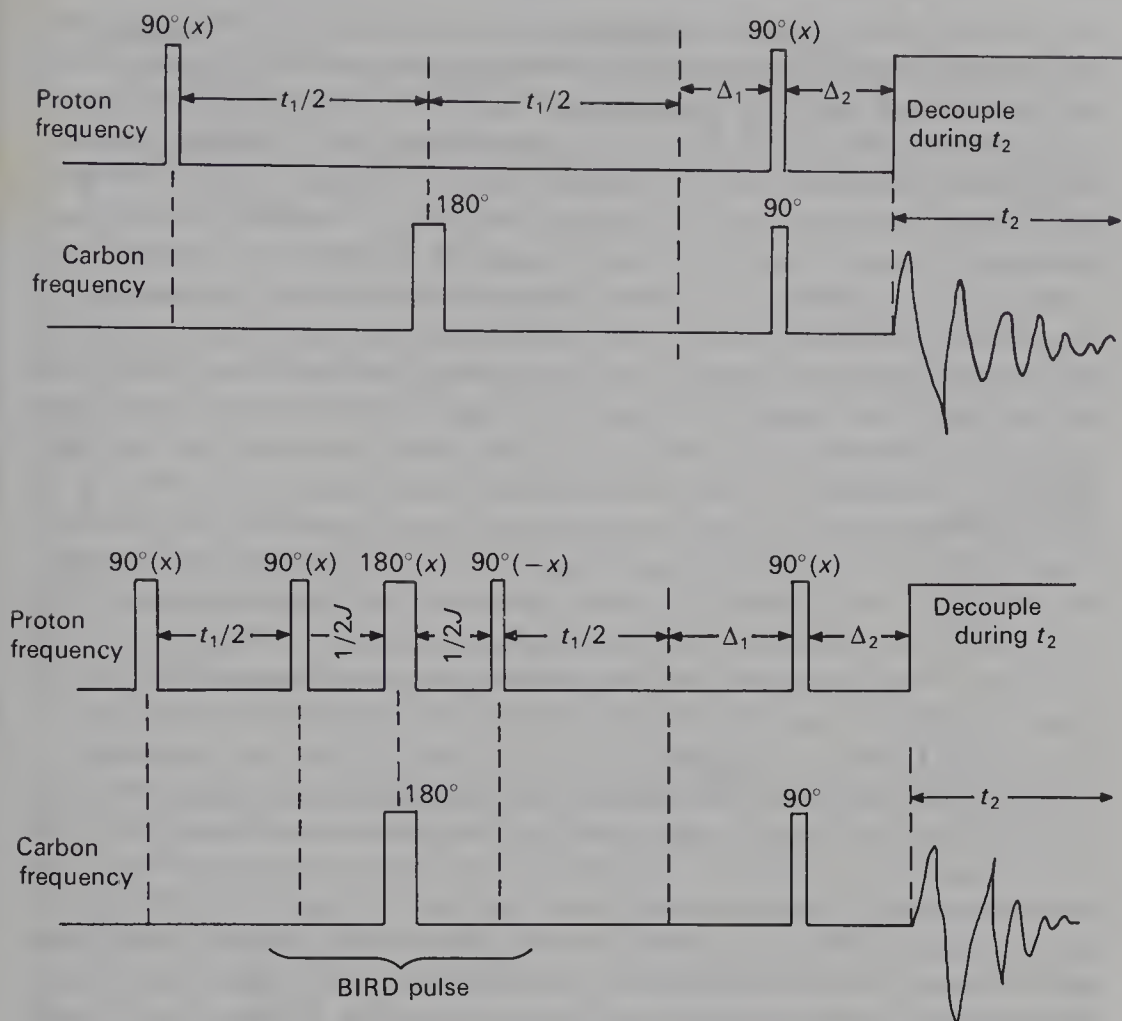 90°(x) 90°(x)
Proton
frequency
t₁/2 t₁/2 Δ₁ Δ₂
Decouple
during t₂
180° 90° t₂
Carbon
frequency
90°(x) 90°(x) 180°(x) 90°(−x) 90°(x)
Proton
frequency
t₁/2 1/2J 1/2J t₁/2 Δ₁ Δ₂
Decouple
during t₂
180° 90° t₂
Carbon
frequency
BIRD pulse